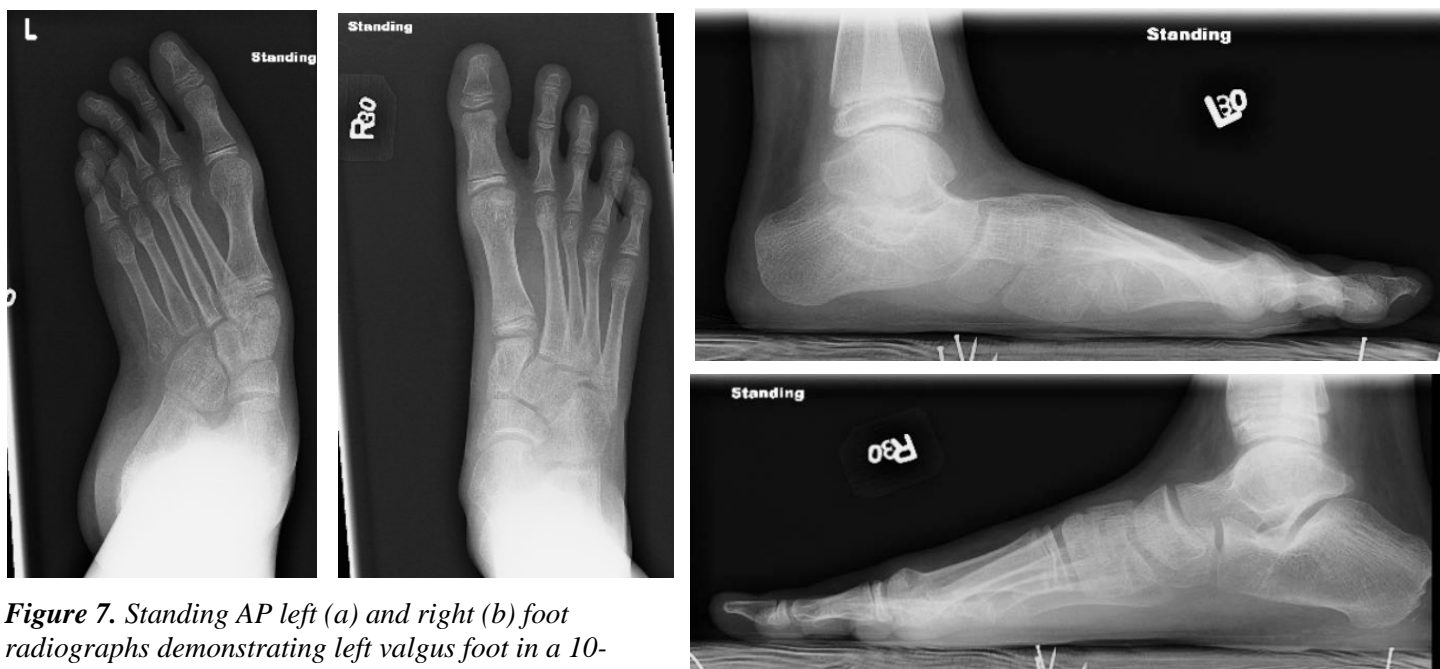 L
Standing
Standing
R30
Standing
L30
Standing
R30
Figure 7. Standing AP left (a) and right (b) foot
radiographs demonstrating left valgus foot in a 10-